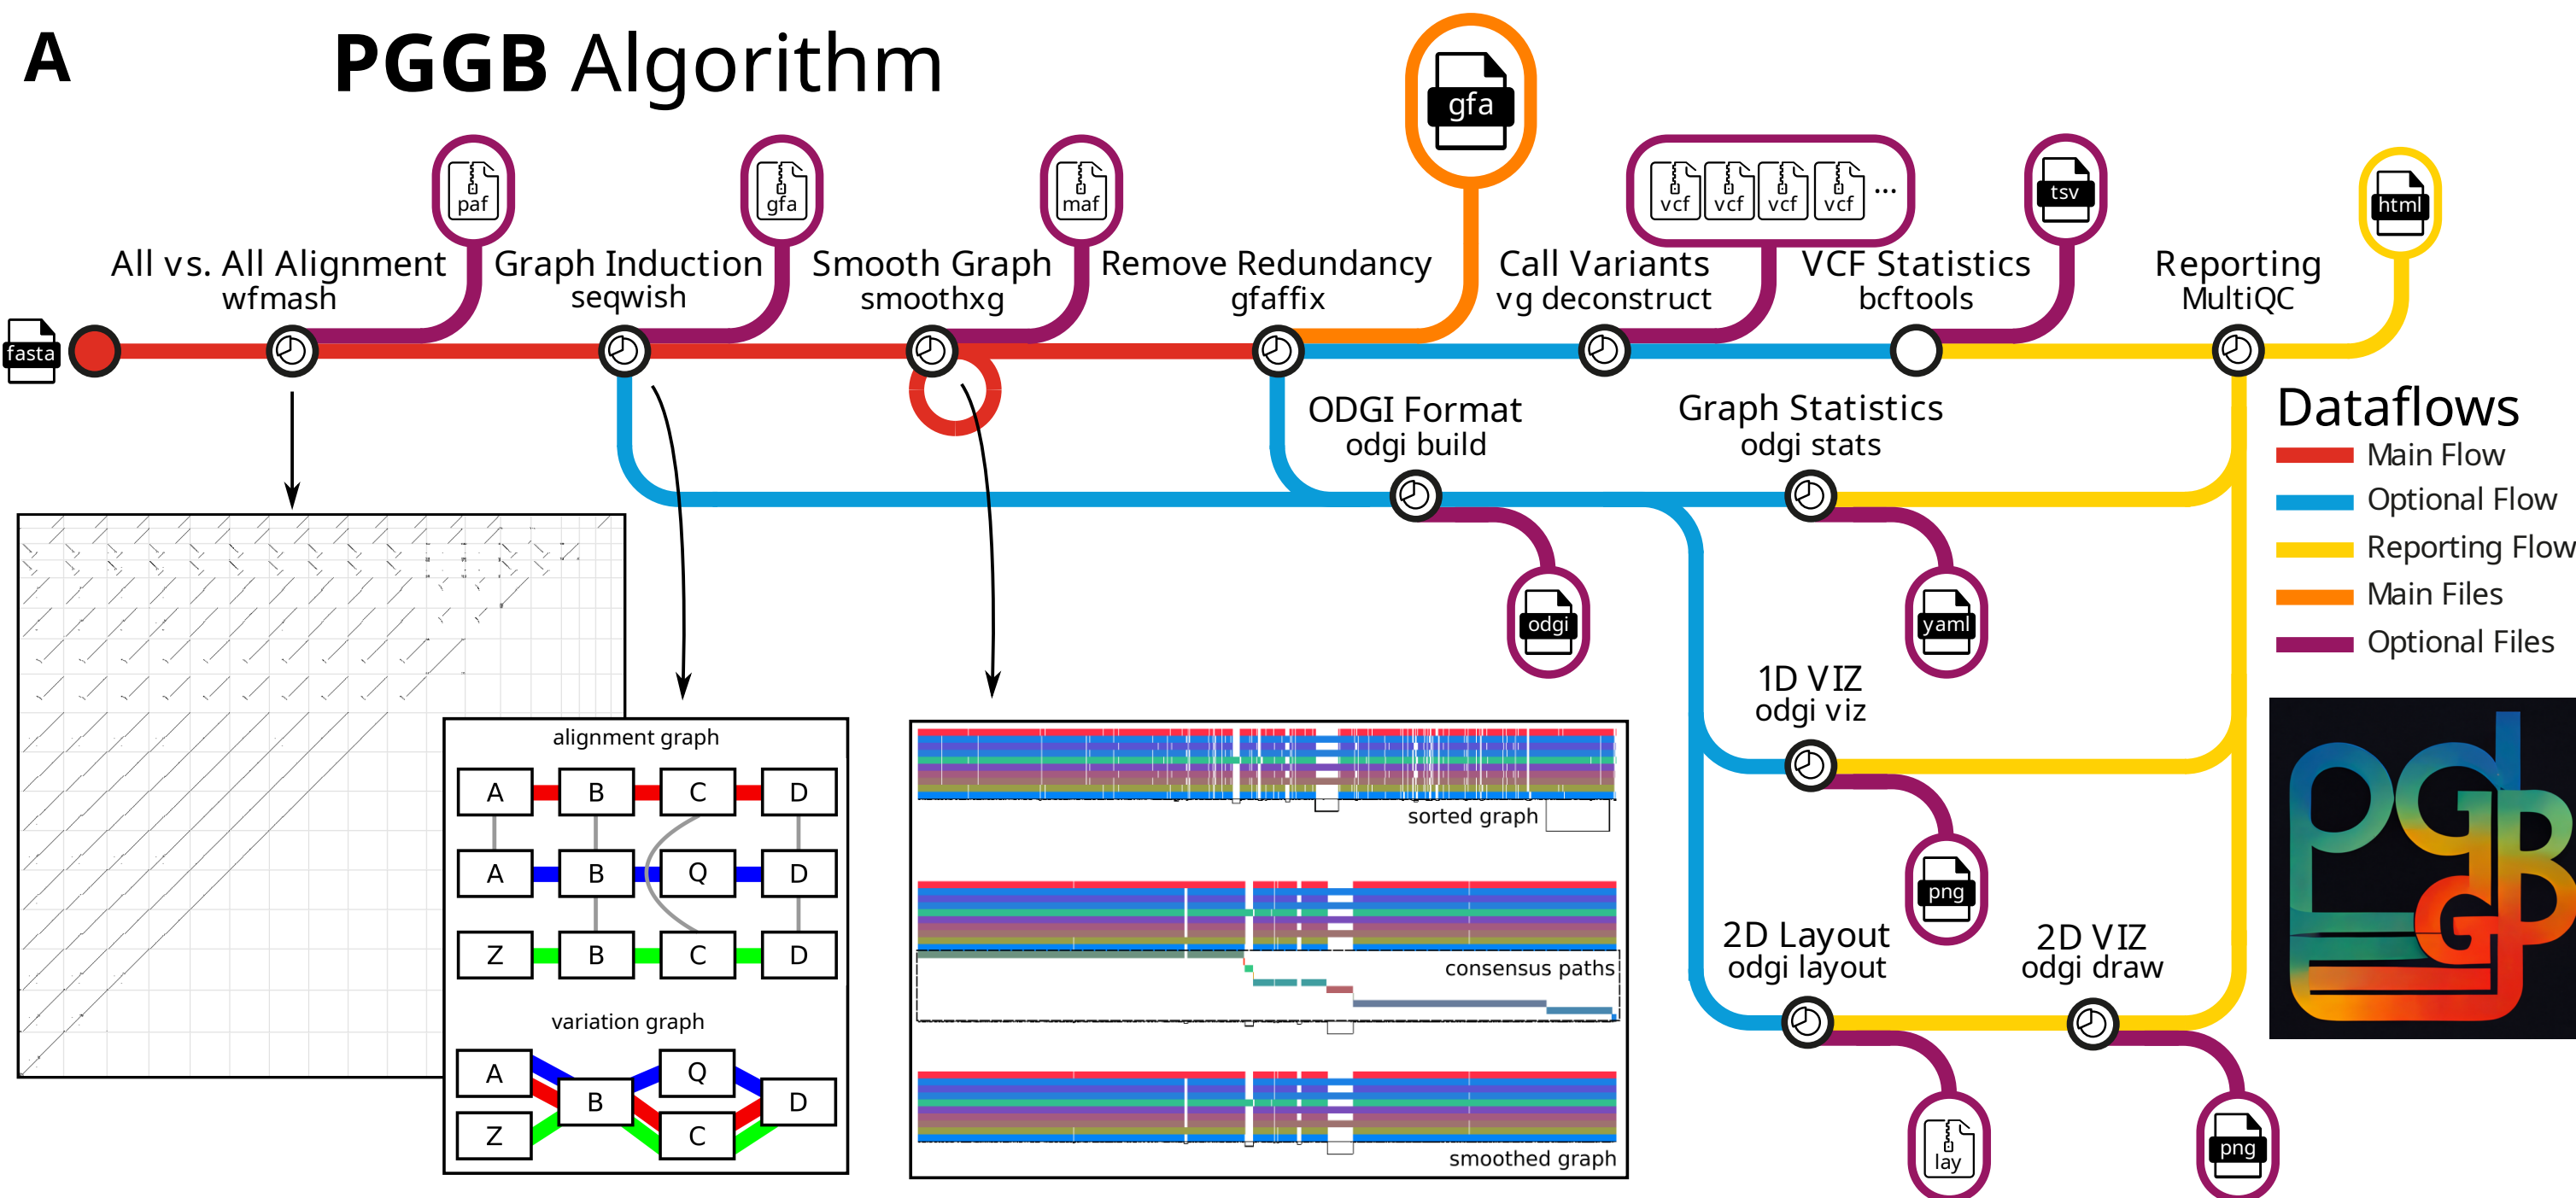 A
PGGB Algorithm
gfa
paf
gfa
maf
vcf vcf vcf vcf ...
tsv
html
All vs. All Alignment
wfmash
Graph Induction
seqwish
Smooth Graph
smoothxg
Remove Redundancy
gfaffix
Call Variants
vg deconstruct
VCF Statistics
bcftools
Reporting
MultiQC
fasta
ODGI Format
odgi build
Graph Statistics
odgi stats
odgi
yaml
1D VIZ
odgi viz
png
2D Layout
odgi layout
2D VIZ
odgi draw
lay
png
Dataflows
Main Flow
Optional Flow
Reporting Flow
Main Files
Optional Files
pgGB
G
alignment graph
A B C D
A B Q D
Z B C D
variation graph
A Q
B D
Z C
sorted graph
consensus paths
smoothed graph